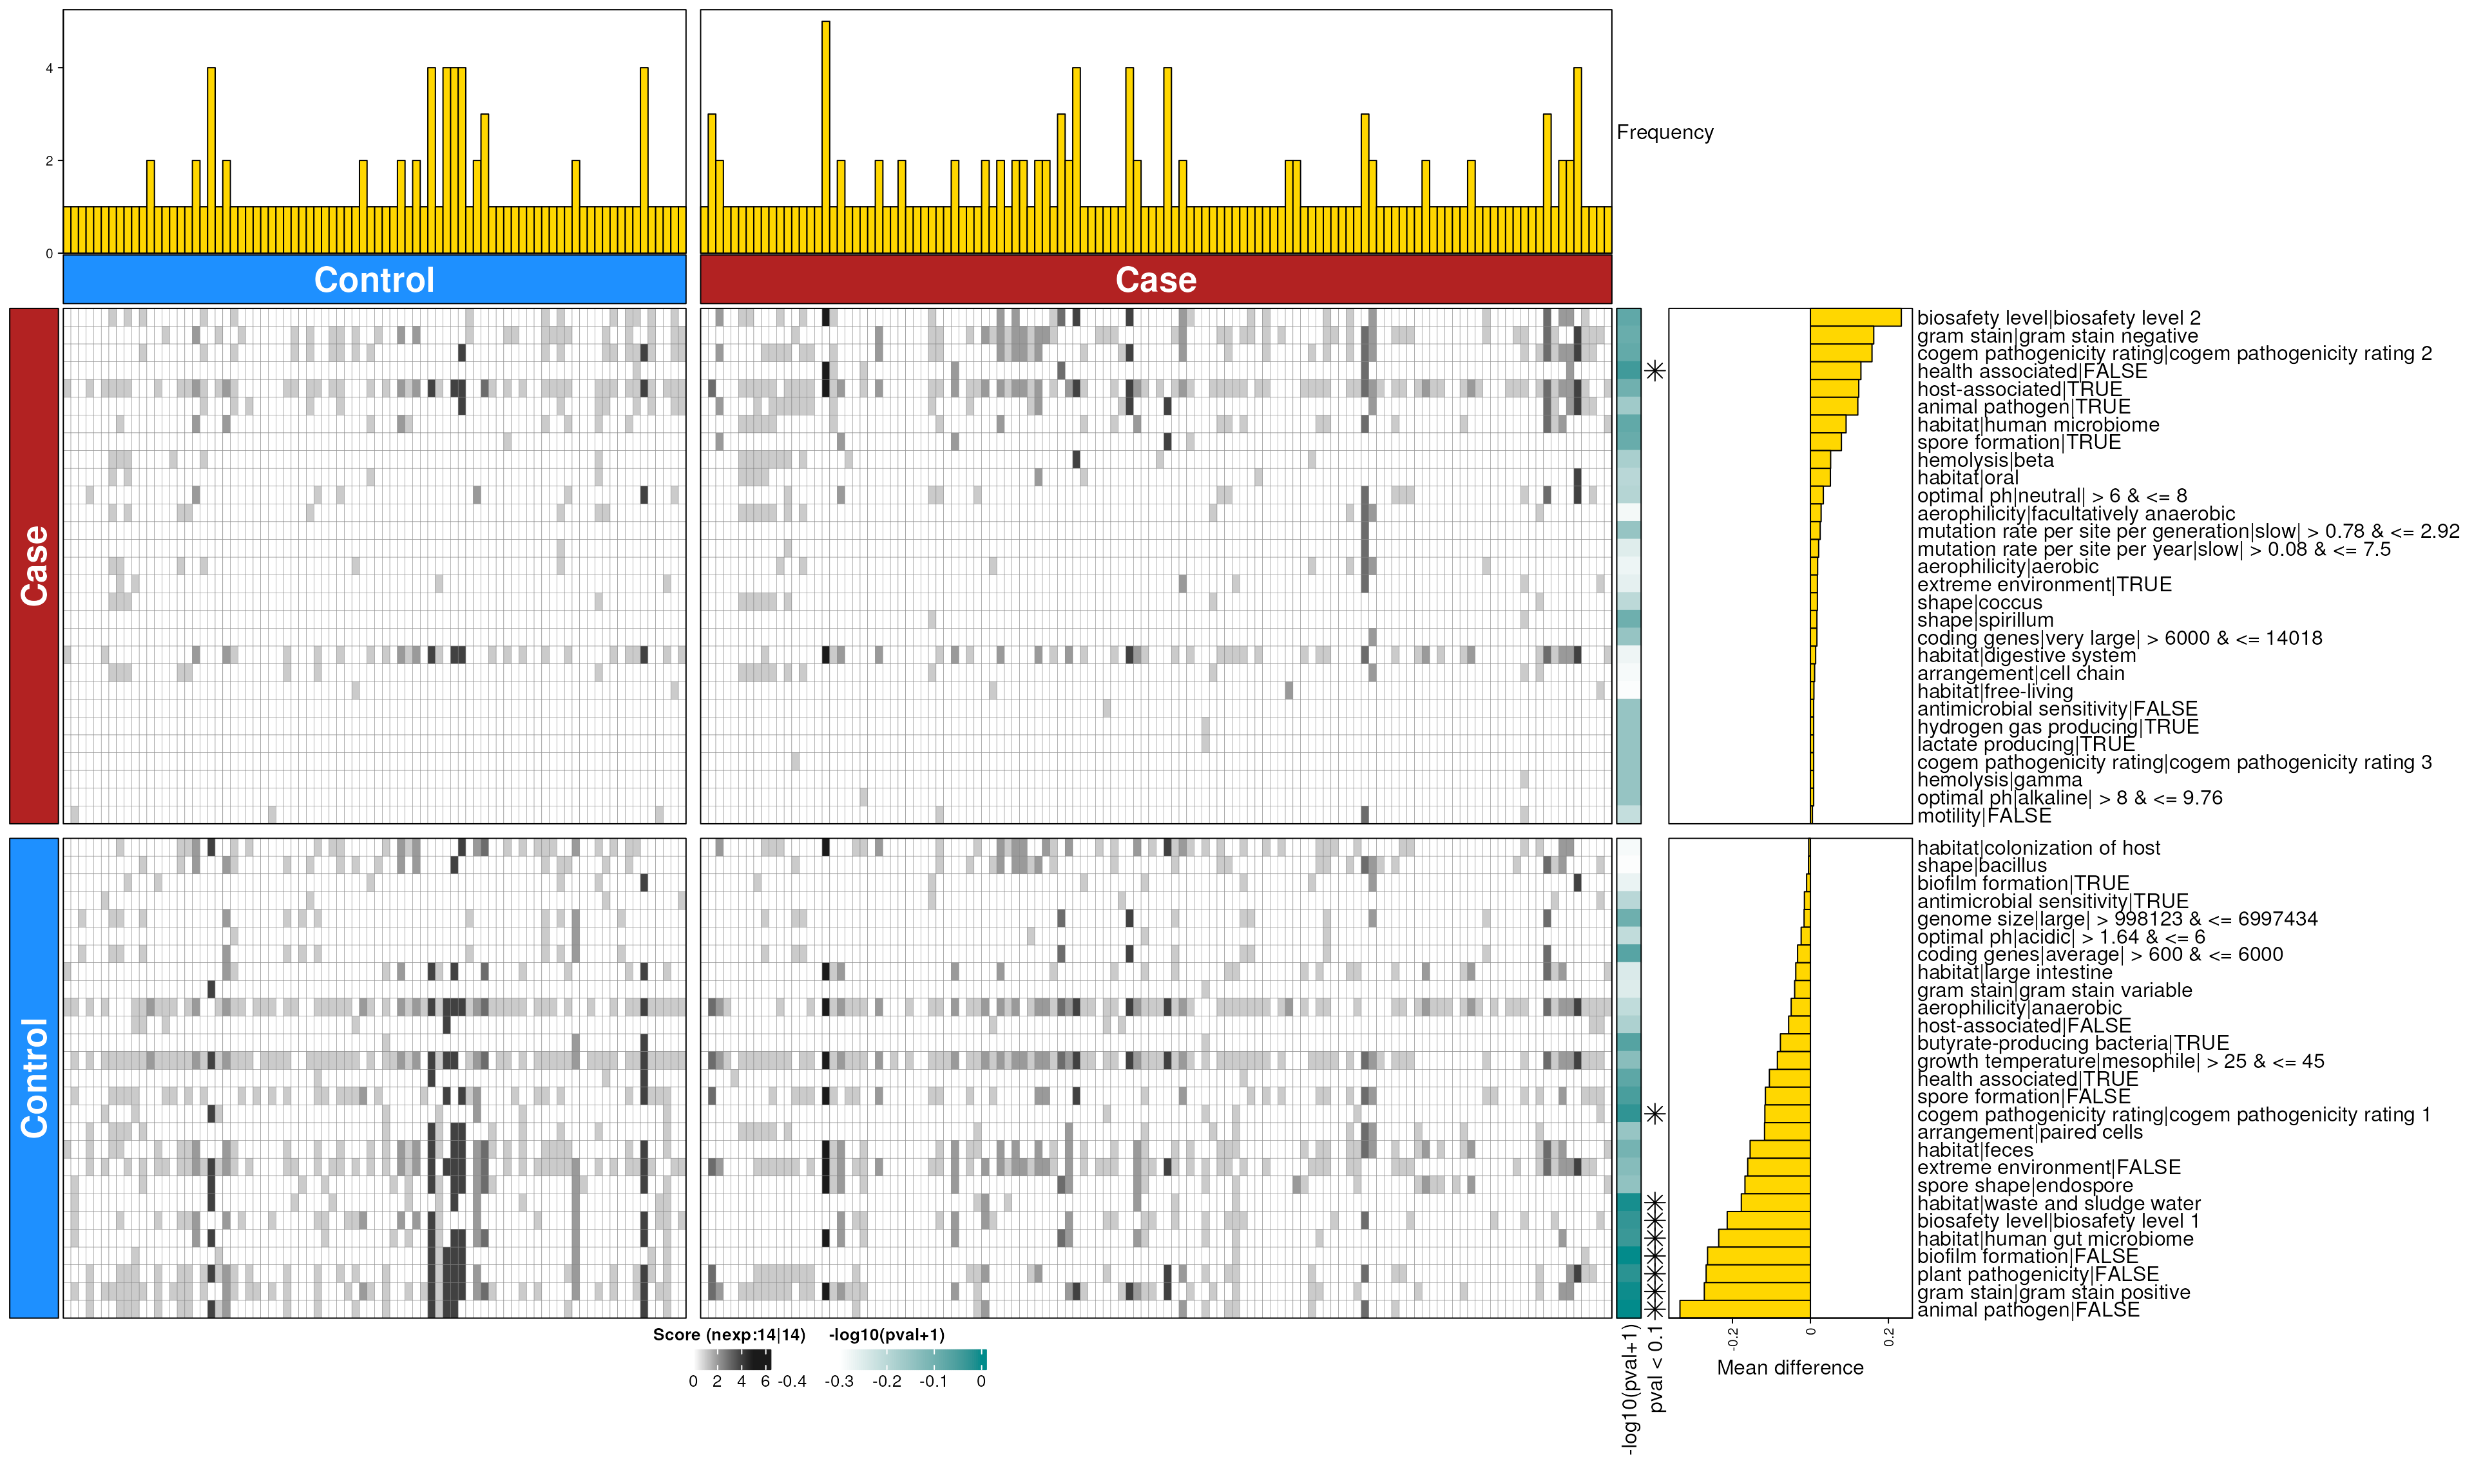 4
2
0
Frequency
Control
Case
Case
biosafety level|biosafety level 2
gram stain|gram stain negative
cogem pathogenicity rating|cogem pathogenicity rating 2
health associated|FALSE
host-associated|TRUE
animal pathogen|TRUE
habitat|human microbiome
spore formation|TRUE
hemolysis|beta
habitat|oral
optimal ph|neutral| > 6 & <= 8
aerophilicity|facultatively anaerobic
mutation rate per site per generation|slow| > 0.78 & <= 2.92
mutation rate per site per year|slow| > 0.08 & <= 7.5
aerophilicity|aerobic
extreme environment|TRUE
shape|coccus
shape|spirillum
coding genes|very large| > 6000 & <= 14018
habitat|digestive system
arrangement|cell chain
habitat|free-living
antimicrobial sensitivity|FALSE
hydrogen gas producing|TRUE
lactate producing|TRUE
cogem pathogenicity rating|cogem pathogenicity rating 3
hemolysis|gamma
optimal ph|alkaline| > 8 & <= 9.76
motility|FALSE
Control
habitat|colonization of host
shape|bacillus
biofilm formation|TRUE
antimicrobial sensitivity|TRUE
genome size|large| > 998123 & <= 6997434
optimal ph|acidic| > 1.64 & <= 6
coding genes|average| > 600 & <= 6000
habitat|large intestine
gram stain|gram stain variable
aerophilicity|anaerobic
host-associated|FALSE
butyrate-producing bacteria|TRUE
growth temperature|mesophile| > 25 & <= 45
health associated|TRUE
spore formation|FALSE
cogem pathogenicity rating|cogem pathogenicity rating 1
arrangement|paired cells
habitat|feces
extreme environment|FALSE
spore shape|endospore
habitat|waste and sludge water
biosafety level|biosafety level 1
habitat|human gut microbiome
biofilm formation|FALSE
plant pathogenicity|FALSE
gram stain|gram stain positive
animal pathogen|FALSE
-log10(pval+1)
pval < 0.1
-0.2
0
0.2
Mean difference
Score (nexp:14|14)
0 2 4 6
-log10(pval+1)
-0.4 -0.3 -0.2 -0.1 0